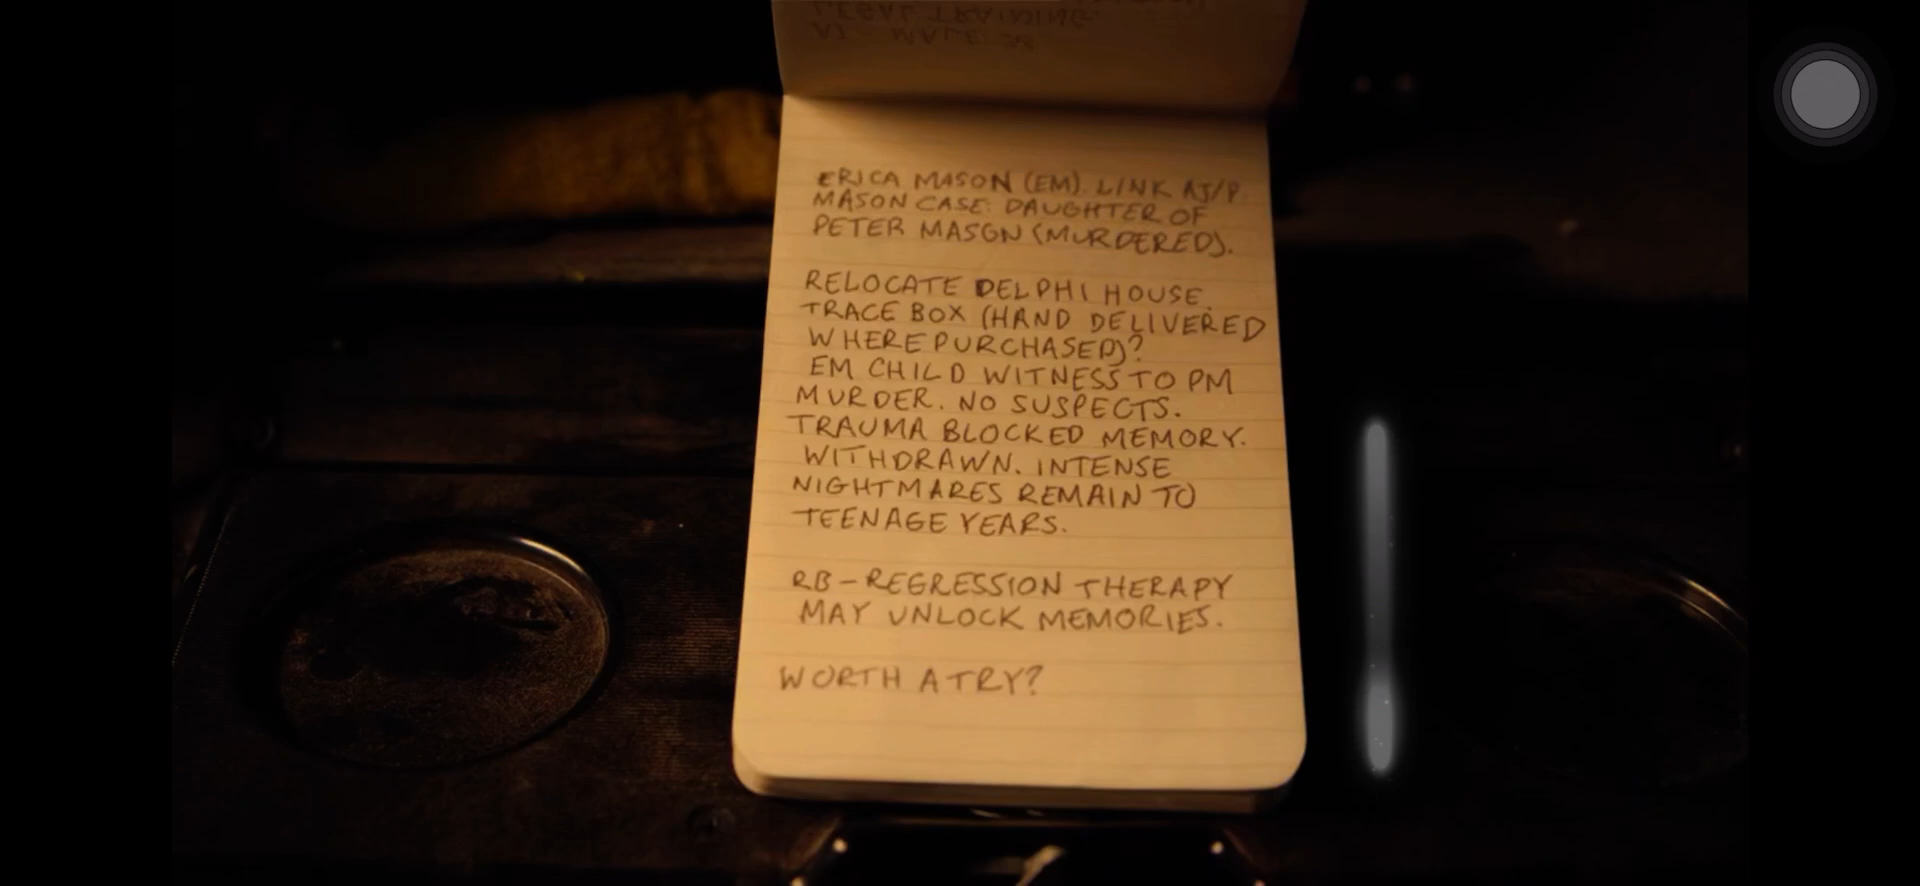 ERICA MASON (EM). LINK AJ/P.
MASON CASE: DAUGHTER OF
PETER MASON (MURDERED).
RELOCATE DELPHI HOUSE.
TRACE BOX (HAND DELIVERED
WHERE PURCHASED)?
EM CHILD WITNESS TO PM
MURDER. NO SUSPECTS.
TRAUMA BLOCKED MEMORY.
WITHDRAWN. INTENSE
NIGHTMARES REMAIN TO
TEENAGE YEARS.
RB-REGRESSION THERAPY
MAY UNLOCK MEMORIES.
WORTH A TRY?